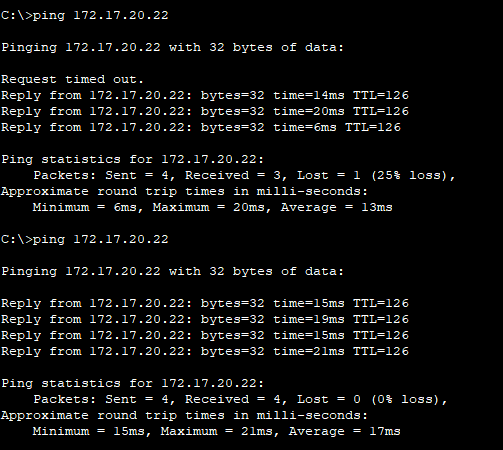 C:\>ping 172.17.20.22
Pinging 172.17.20.22 with 32 bytes of data:
Request timed out.
Reply from 172.17.20.22: bytes=32 time=14ms TTL=126
Reply from 172.17.20.22: bytes=32 time=20ms TTL=126
Reply from 172.17.20.22: bytes=32 time=6ms TTL=126
Ping statistics for 172.17.20.22:
Packets: Sent = 4, Received = 3, Lost = 1 (25% loss),
Approximate round trip times in milli-seconds:
Minimum = 6ms, Maximum = 20ms, Average = 13ms
C:\>ping 172.17.20.22
Pinging 172.17.20.22 with 32 bytes of data:
Reply from 172.17.20.22: bytes=32 time=15ms TTL=126
Reply from 172.17.20.22: bytes=32 time=19ms TTL=126
Reply from 172.17.20.22: bytes=32 time=15ms TTL=126
Reply from 172.17.20.22: bytes=32 time=21ms TTL=126
Ping statistics for 172.17.20.22:
Packets: Sent = 4, Received = 4, Lost = 0 (0% loss),
Approximate round trip times in milli-seconds:
Minimum = 15ms, Maximum = 21ms, Average = 17ms